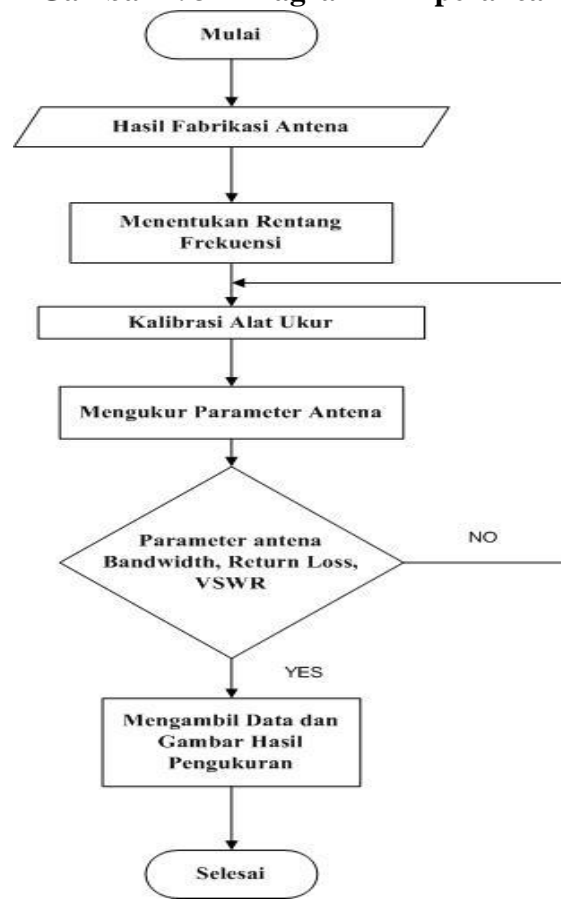 Mulai
Hasil Fabrikasi Antena
Menentukan Rentang
Frekuensi
Kalibrasi Alat Ukur
Mengukur Parameter Antena
Parameter antena
Bandwidth, Return Loss,
VSWR
NO
YES
Mengambil Data dan
Gambar Hasil
Pengukuran
Selesai